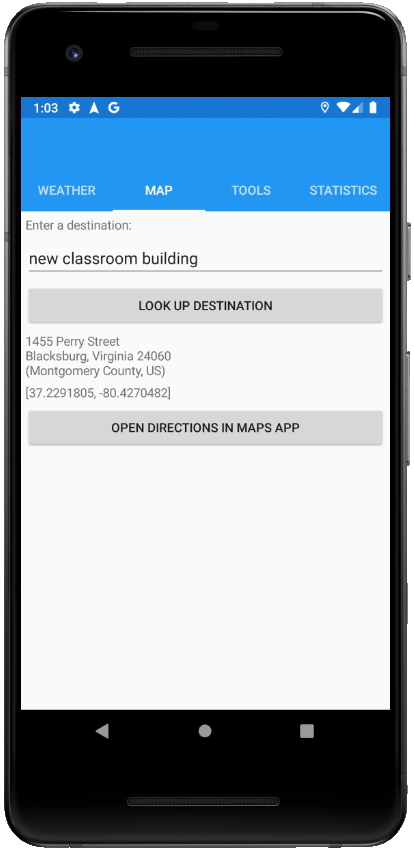 1:03 G
WEATHER MAP TOOLS STATISTICS
Enter a destination:
new classroom building
LOOK UP DESTINATION
1455 Perry Street
Blacksburg, Virginia 24060
(Montgomery County, US)
[37.2291805, -80.4270482]
OPEN DIRECTIONS IN MAPS APP